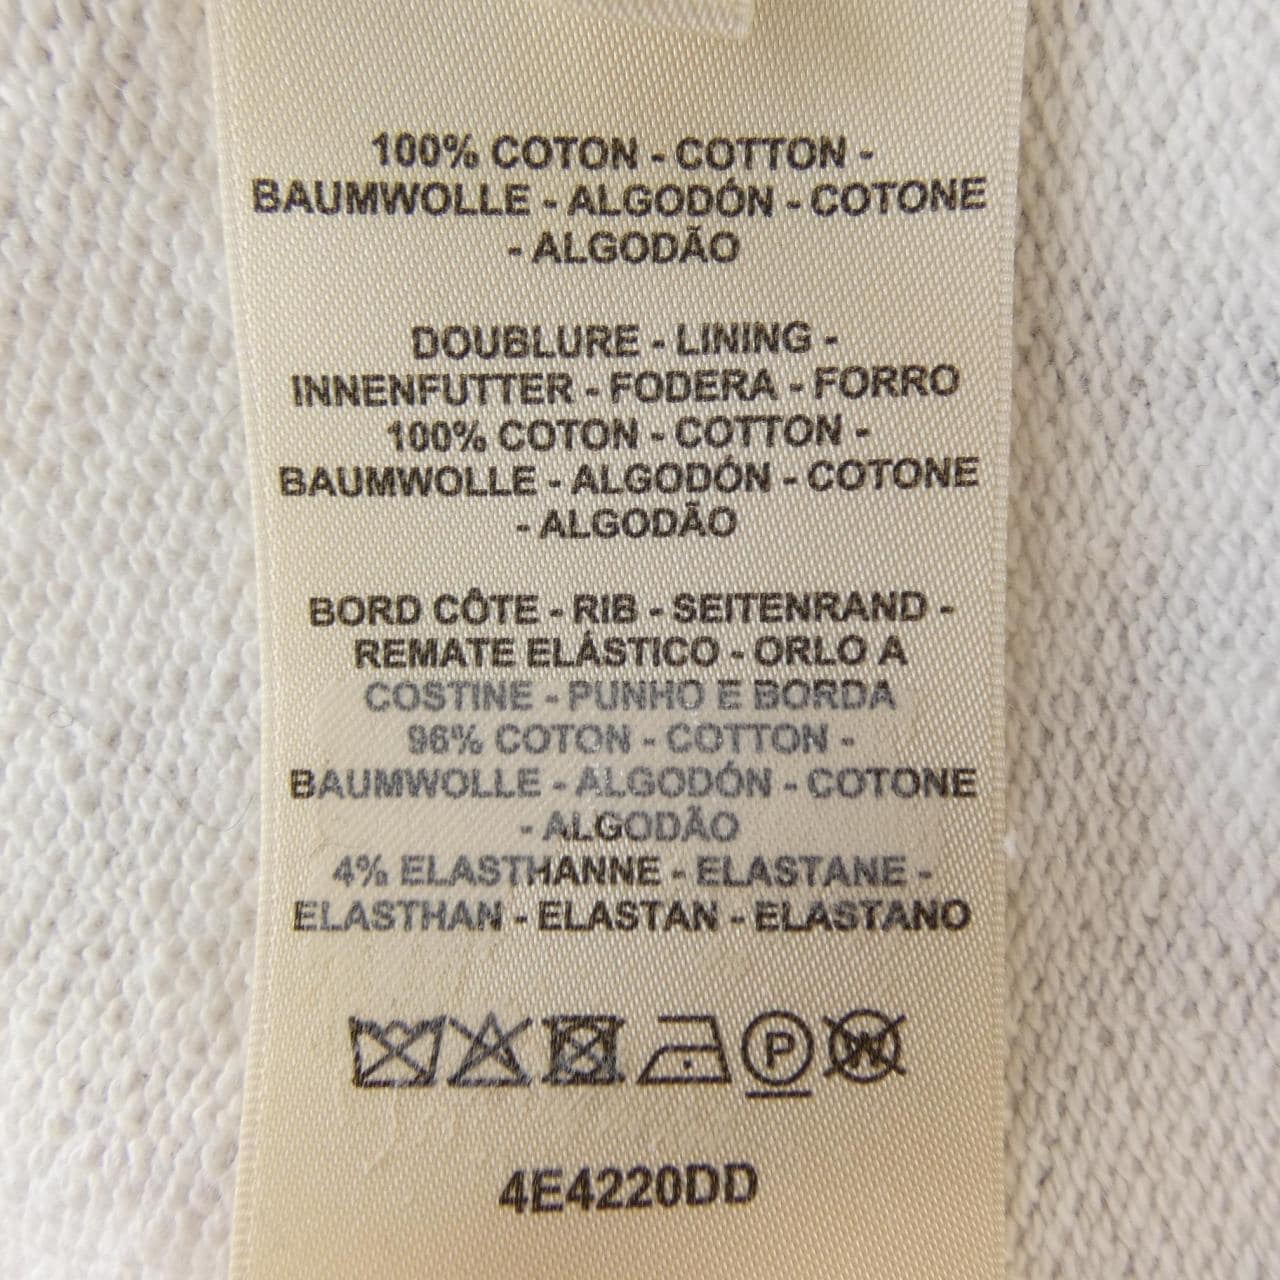 100% COTON - COTTON -
BAUMWOLLE - ALGODÓN - COTONE
- ALGODÃO
DOUBLURE - LINING -
INNENFUTTER - FODERA - FORRO
100% COTON - COTTON -
BAUMWOLLE - ALGODÓN - COTONE
- ALGODÃO
BORD CÔTE - RIB - SEITENRAND -
REMATE ELÁSTICO - ORLO A
COSTINE - PUNHO E BORDA
96% COTON - COTTON -
BAUMWOLLE - ALGODÓN - COTONE
- ALGODÃO
4% ELASTHANNE - ELASTANE -
ELASTHAN - ELASTAN - ELASTANO
P W
4E4220DD